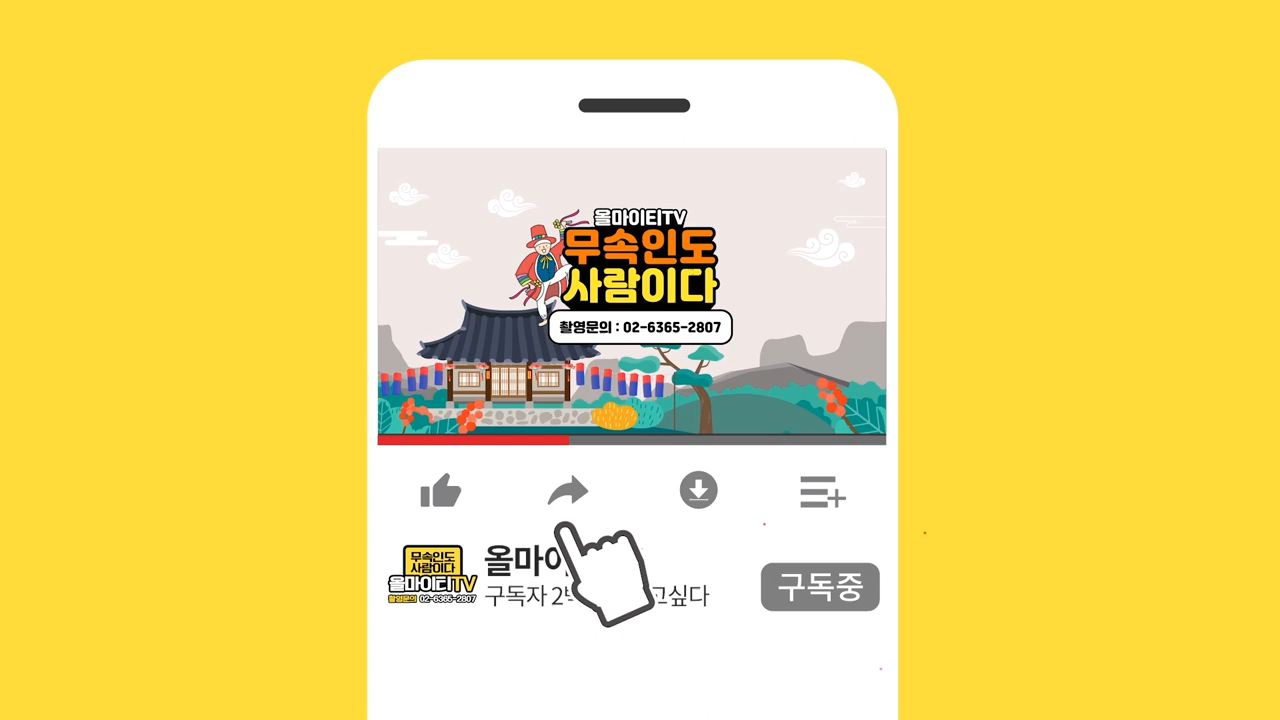 올마이티TV
무속인도
사람이다
촬영문의 : 02-6365-2807
무속인도
사람이다
올마이티TV
촬영문의 02-6365-2807
올마이
구독자 2 고싶다
구독중